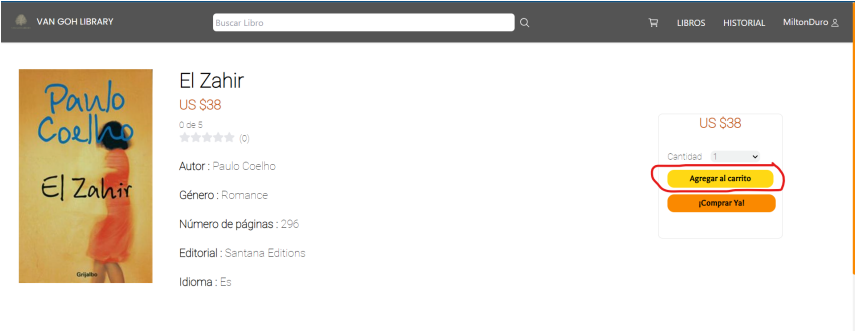 VAN GOH LIBRARY
Buscar Libro
LIBROS
HISTORIAL
MiltonDuro
Paulo
Coelho
El Zahir
Grijalbo
El Zahir
US $38
0 de 5
(0)
Autor : Paulo Coelho
Género : Romance
Número de páginas : 296
Editorial : Santana Editions
Idioma : Es
US $38
Cantidad 1
Agregar al carrito
¡Comprar Ya!